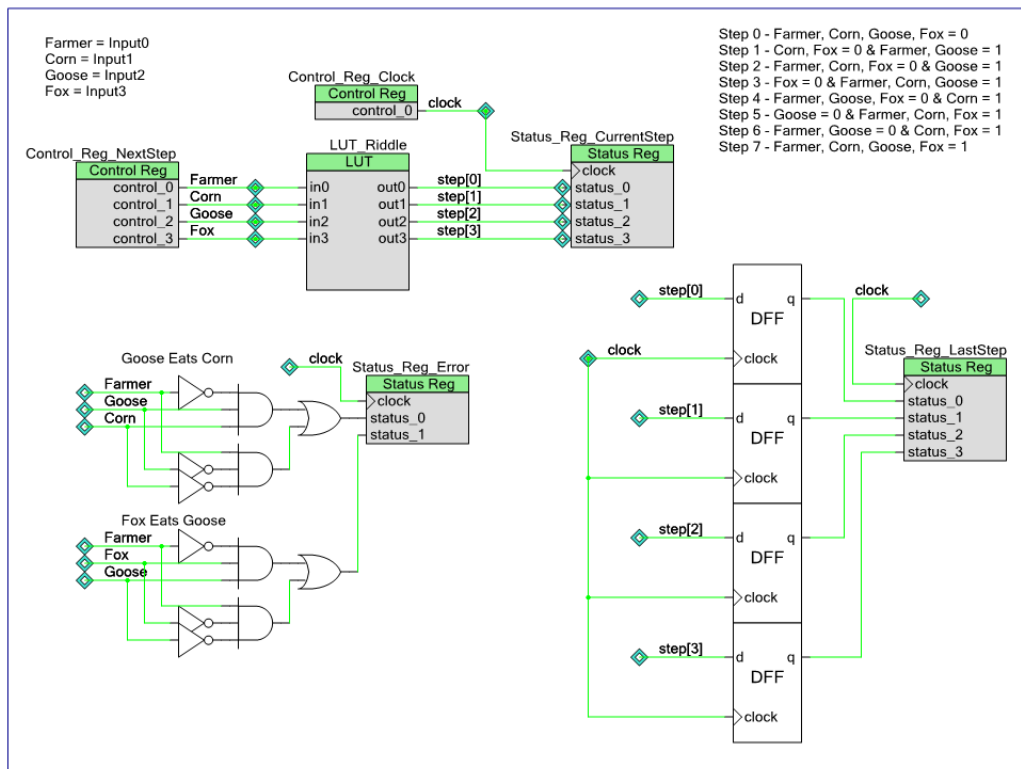 Farmer = Input0
Corn = Input1
Goose = Input2
Fox = Input3
Step 0 - Farmer, Corn, Goose, Fox = 0
Step 1 - Corn, Fox = 0 & Farmer, Goose = 1
Step 2 - Farmer, Corn, Fox = 0 & Goose = 1
Step 3 - Fox = 0 & Farmer, Corn, Goose = 1
Step 4 - Farmer, Goose, Fox = 0 & Corn = 1
Step 5 - Goose = 0 & Farmer, Corn, Fox = 1
Step 6 - Farmer, Goose = 0 & Corn, Fox = 1
Step 7 - Farmer, Corn, Goose, Fox = 1
Control_Reg_Clock
Control Reg
control_0
clock
Control_Reg_NextStep
Control Reg
control_0
control_1
control_2
control_3
Farmer
Corn
Goose
Fox
LUT_Riddle
LUT
in0 out0
in1 out1
in2 out2
in3 out3
step[0]
step[1]
step[2]
step[3]
Status_Reg_CurrentStep
Status Reg
clock
status_0
status_1
status_2
status_3
Goose Eats Corn
Farmer
Goose
Corn
clock
Status_Reg_Error
Status Reg
clock
status_0
status_1
Fox Eats Goose
Farmer
Fox
Goose
step[0]
d q
DFF
clock
clock
step[1]
d q
DFF
clock
step[2]
d q
DFF
clock
step[3]
d q
DFF
clock
clock
Status_Reg_LastStep
Status Reg
clock
status_0
status_1
status_2
status_3